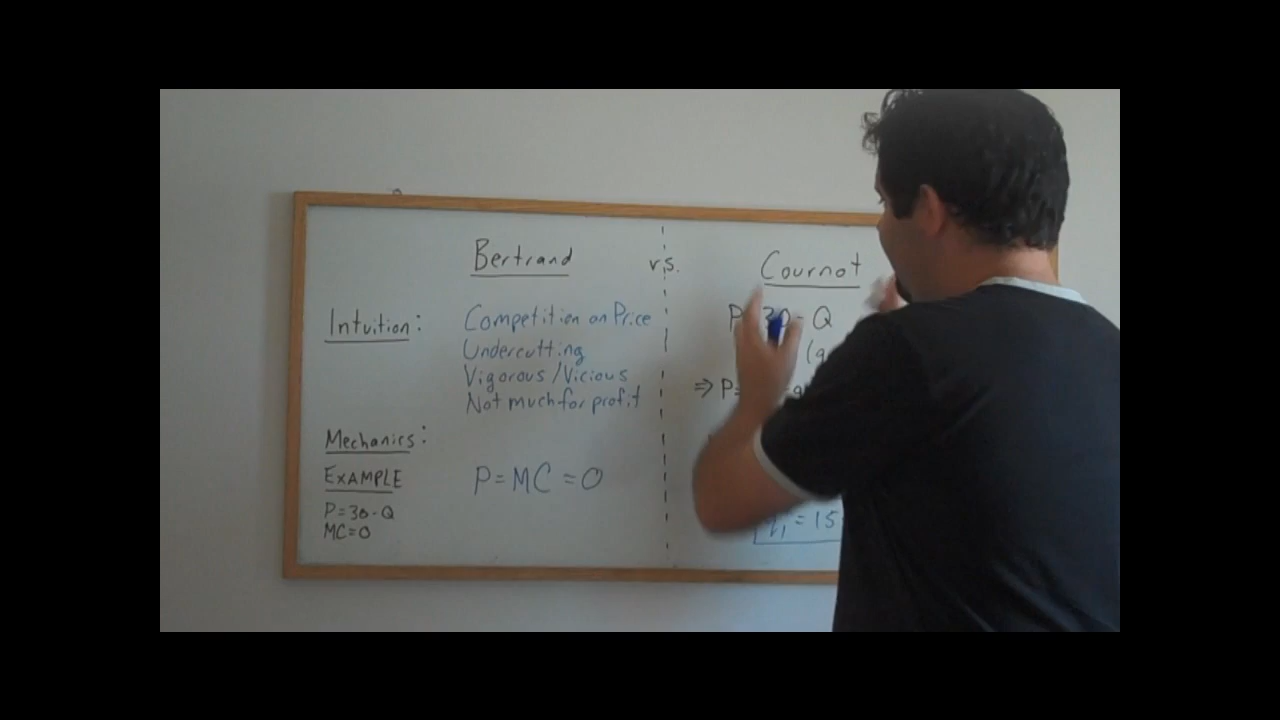 Bertrand
v.s.
Cournot
Intuition:
Competition on Price
Undercutting
Vigorous/Vicious
Not much for profit
Mechanics:
EXAMPLE
P=30-Q
MC=0
P=MC=0
P 30-Q
⇒ P=
= 15